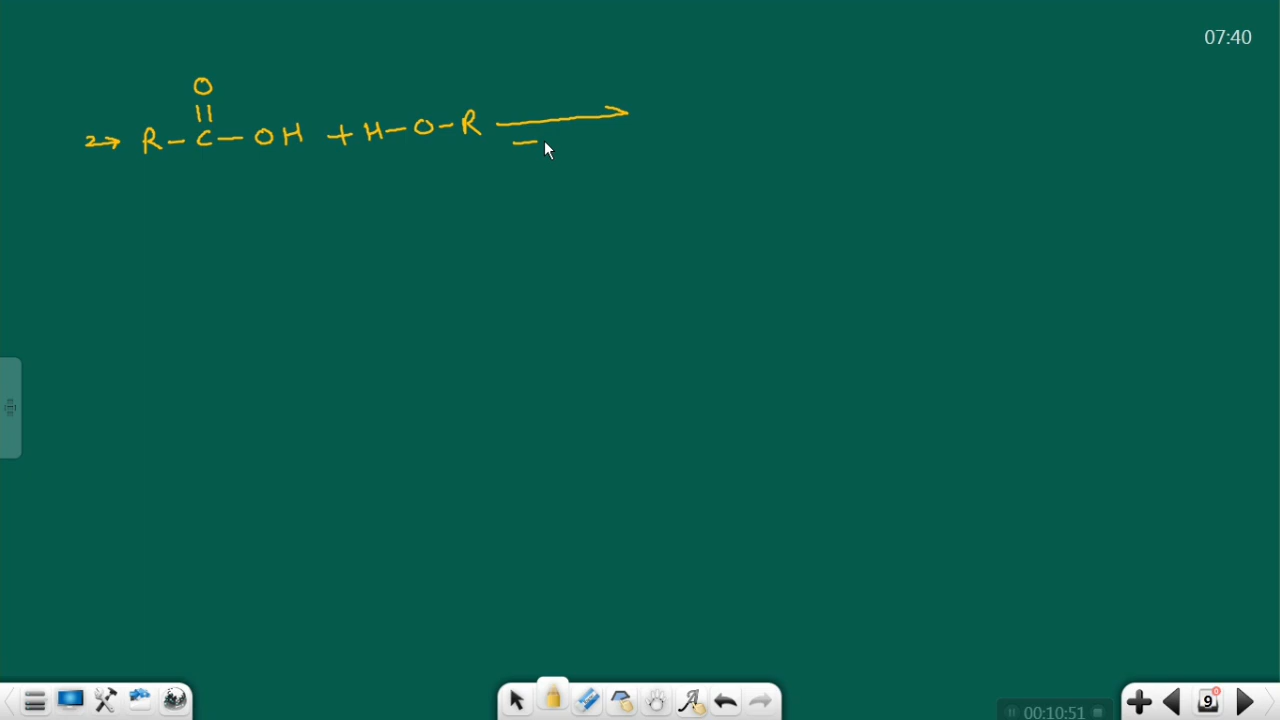 07:40
O
||
2→ R-C-OH + H-O-R ⟶
-
9
00:10:51